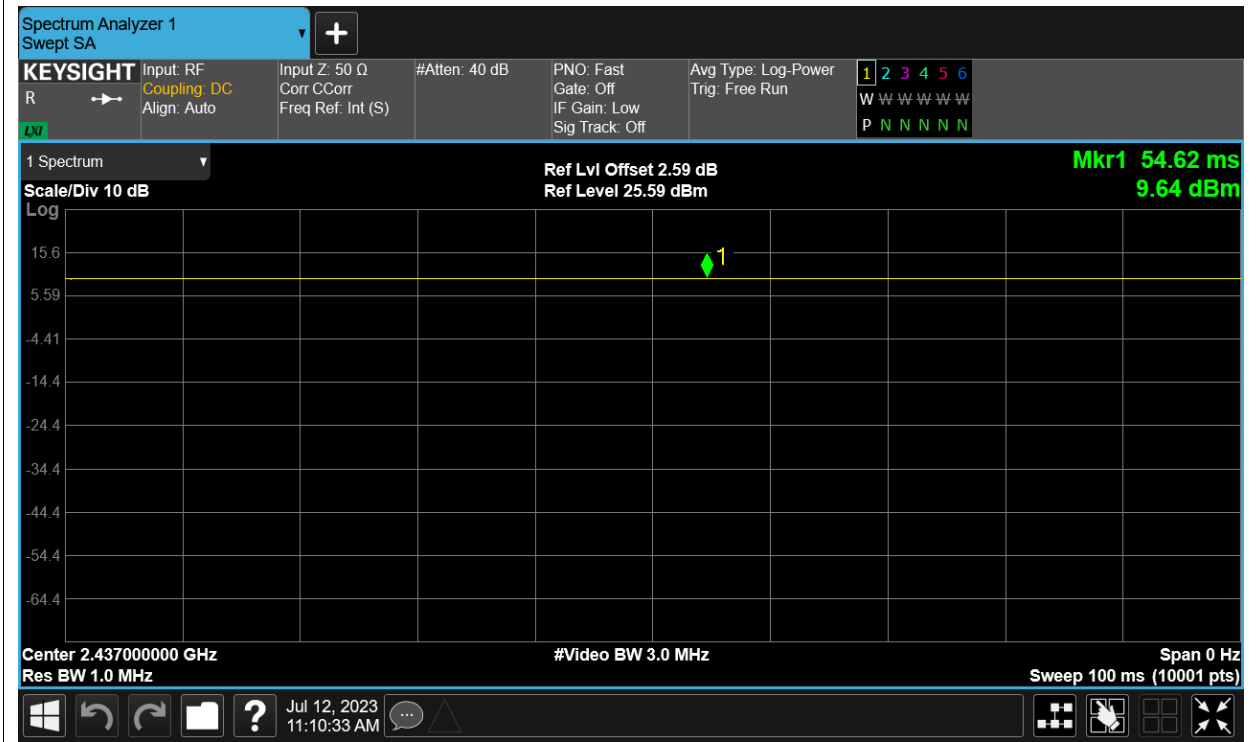 Spectrum Analyzer 1
Swept SA
KEYSIGHT
R
LXI
Input: RF
Coupling: DC
Align: Auto
Input Z: 50 Ω
Corr CCorr
Freq Ref: Int (S)
#Atten: 40 dB
PNO: Fast
Gate: Off
IF Gain: Low
Sig Track: Off
Avg Type: Log-Power
Trig: Free Run
1 2 3 4 5 6
W W W W W W
P N N N N N
1 Spectrum
Scale/Div 10 dB
Log
Ref Lvl Offset 2.59 dB
Ref Level 25.59 dBm
Mkr1 54.62 ms
9.64 dBm
1
15.6
5.59
-4.41
-14.4
-24.4
-34.4
-44.4
-54.4
-64.4
Center 2.437000000 GHz
Res BW 1.0 MHz
#Video BW 3.0 MHz
Span 0 Hz
Sweep 100 ms (10001 pts)
?
Jul 12, 2023
11:10:33 AM